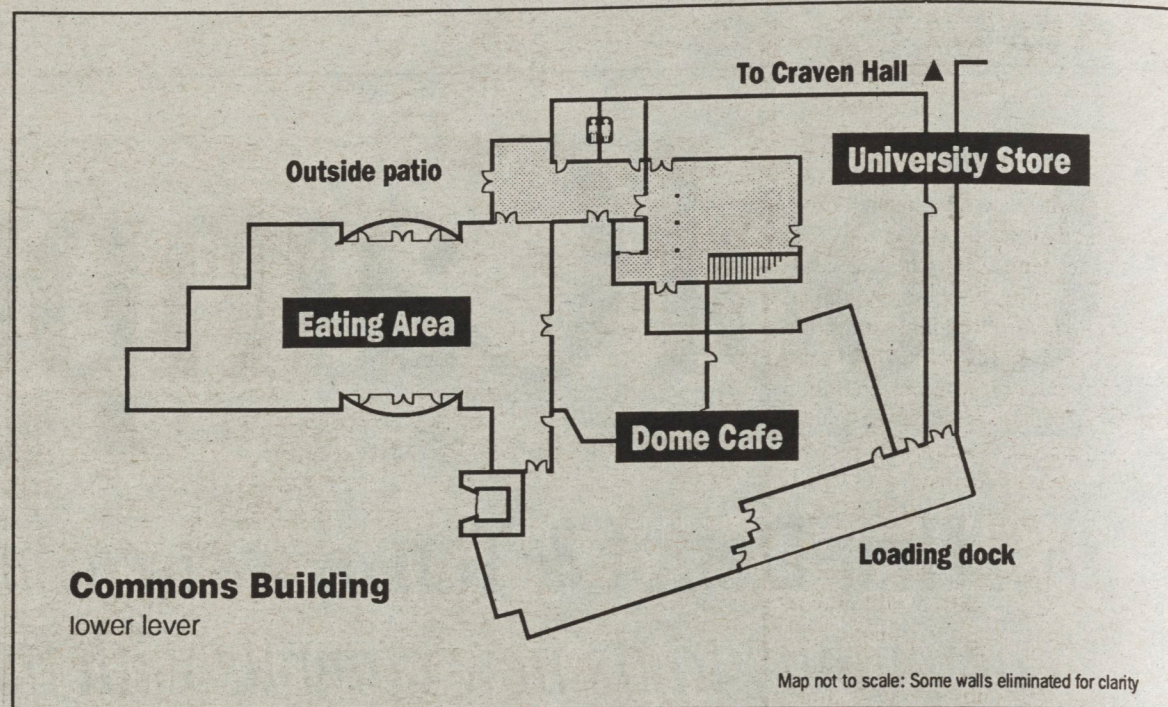 To Craven Hall ▲
University Store
Outside patio
Eating Area
Dome Cafe
Loading dock
Commons Building
lower lever
Map not to scale: Some walls eliminated for clarity